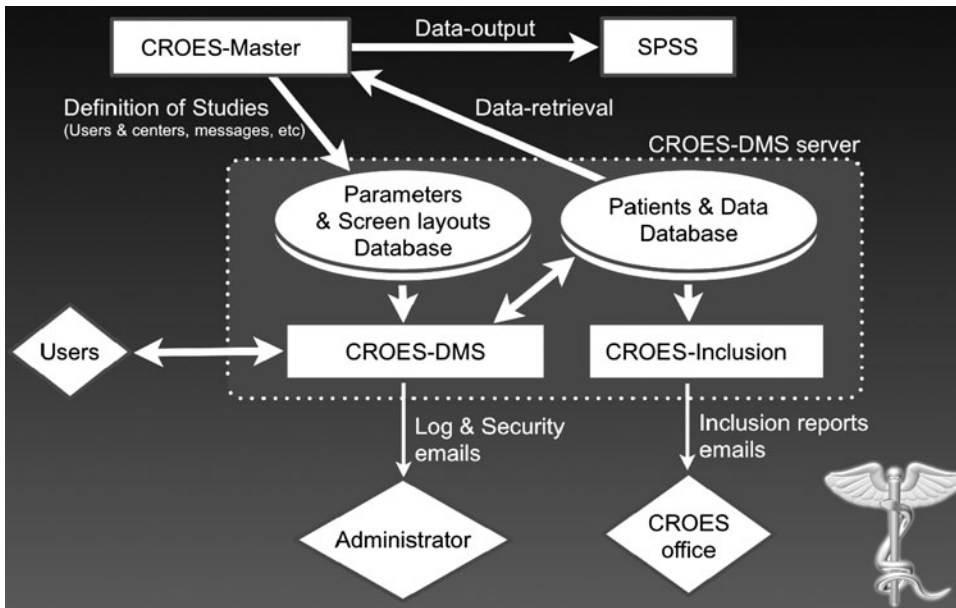 CROES-Master
Data-output
SPSS
Definition of Studies
(Users & centers, messages, etc)
Data-retrieval
CROES-DMS server
Parameters
& Screen layouts
Database
Patients & Data
Database
Users
CROES-DMS
CROES-Inclusion
Log & Security
emails
Inclusion reports
emails
Administrator
CROES
office